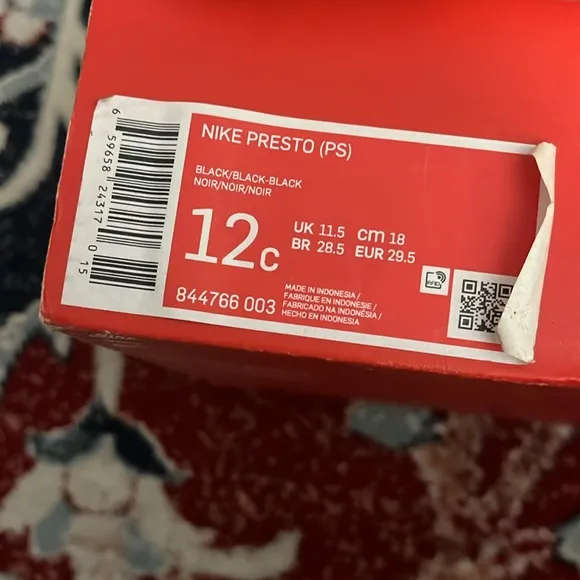 NIKE PRESTO (PS)
BLACK/BLACK-BLACK
NOIR/NOIR/NOIR
12c
UK 11.5 cm 18
BR 28.5 EUR 29.5
844766 003
MADE IN INDONESIA /
FABRIQUE EN INDONESIE /
FABRICADO NA INDONÉSIA /
HECHO EN INDONESIA
RFID
6 59658 24317 0 15